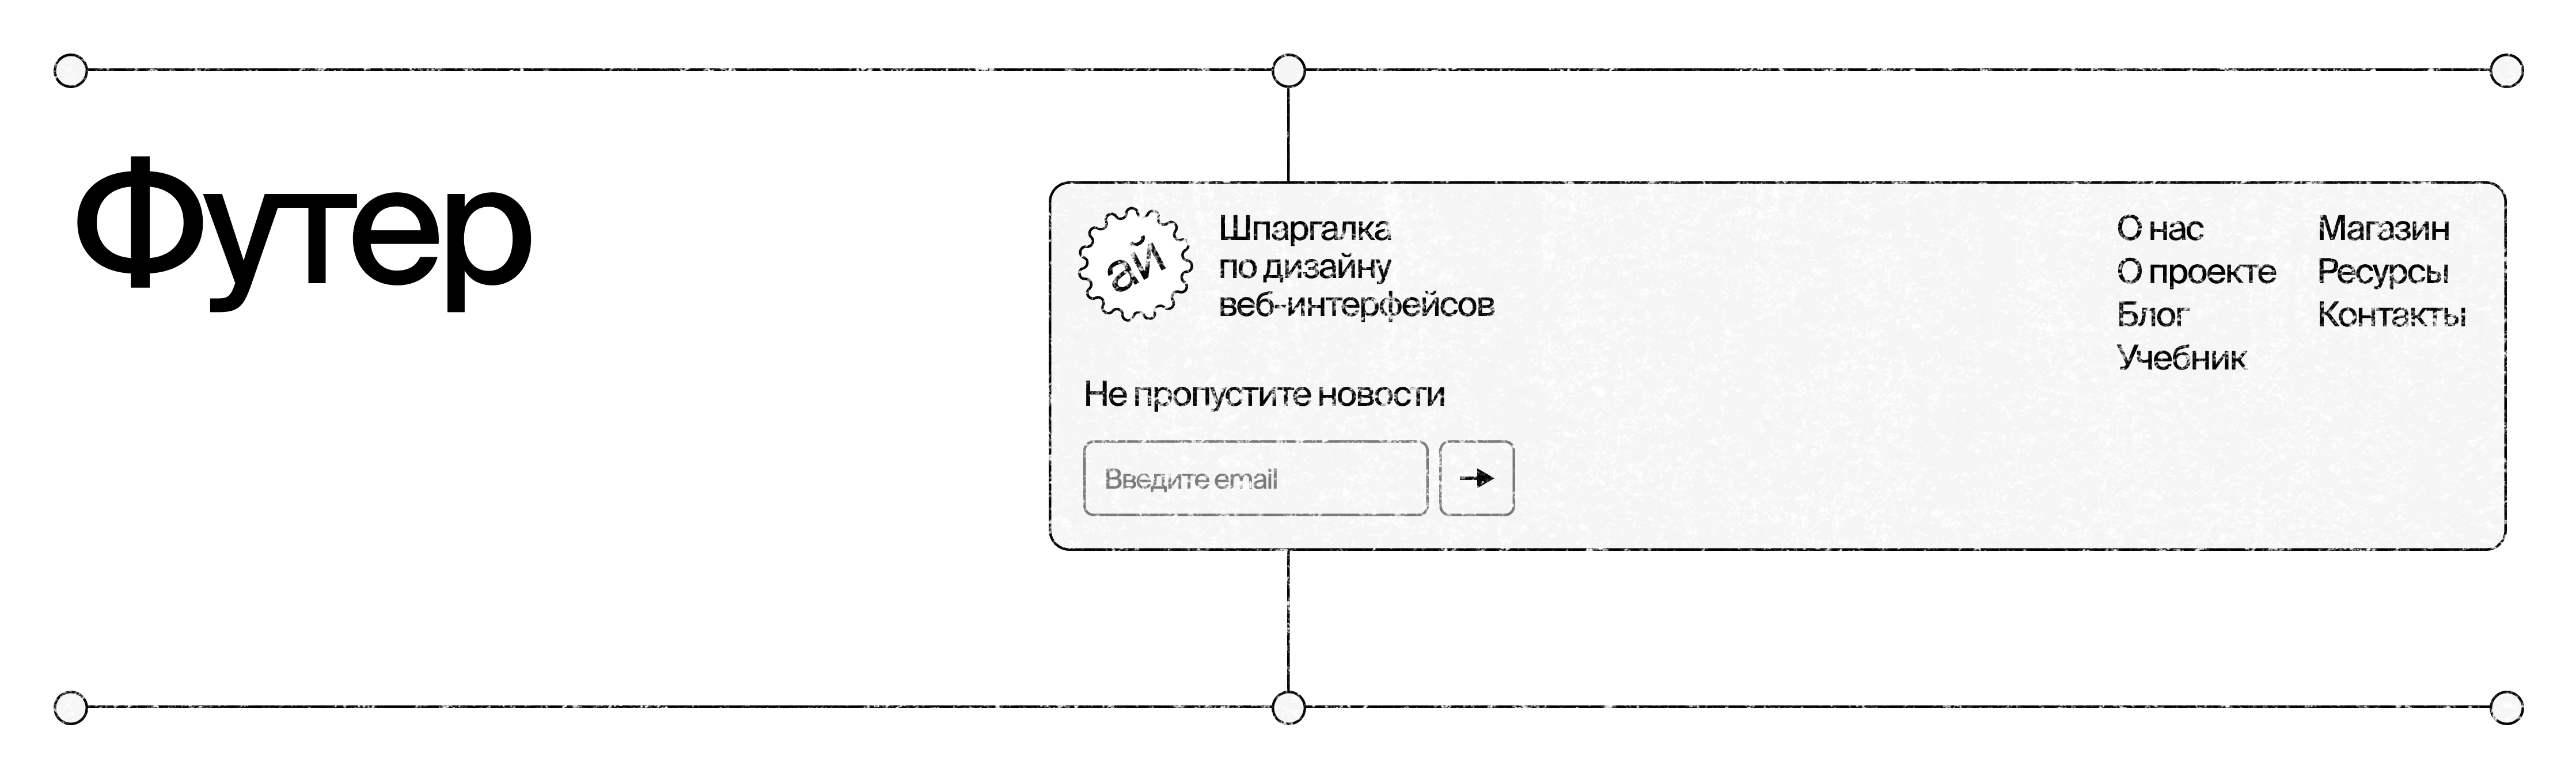 Футер
ай
Шпаргалка
по дизайну
веб-интерфейсов
Не пропустите новости
Введите email
О нас
О проекте
Блог
Учебник
Магазин
Ресурсы
Контакты